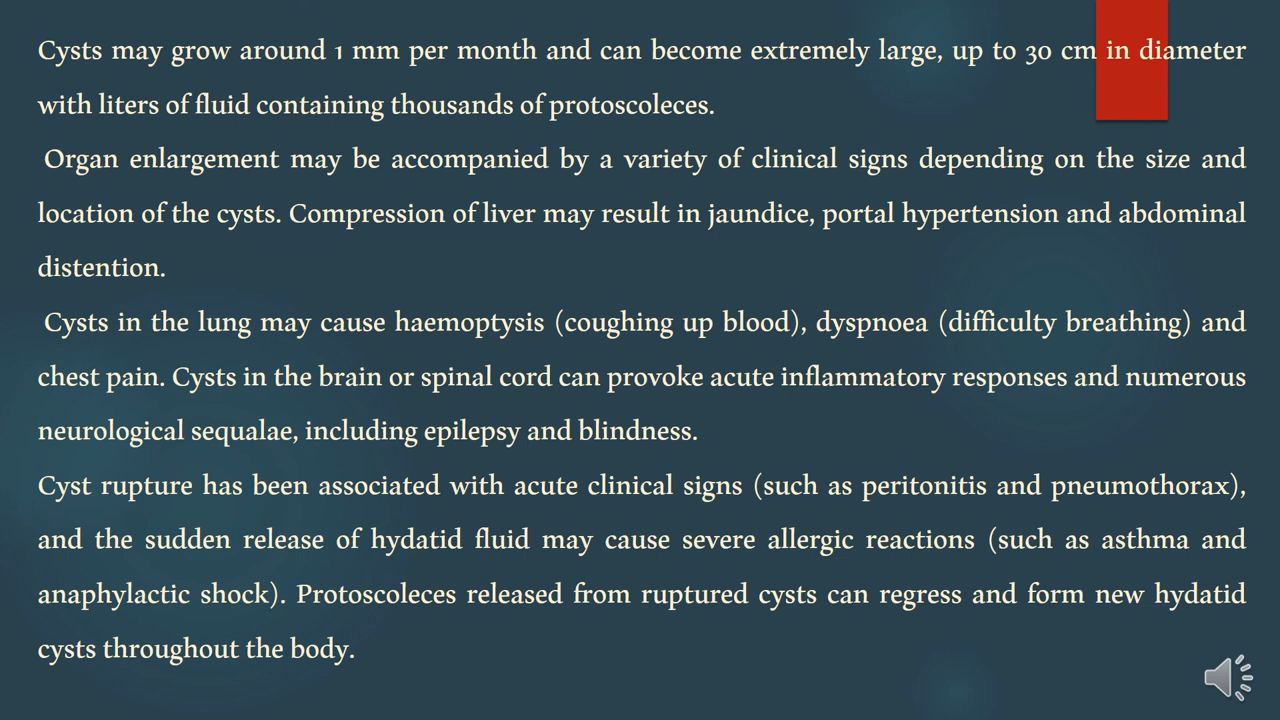 Cysts may grow around 1 mm per month and can become extremely large, up to 30 cm in diameter
with liters of fluid containing thousands of protoscoleces.
Organ enlargement may be accompanied by a variety of clinical signs depending on the size and
location of the cysts. Compression of liver may result in jaundice, portal hypertension and abdominal
distention.
Cysts in the lung may cause haemoptysis (coughing up blood), dyspnoea (difficulty breathing) and
chest pain. Cysts in the brain or spinal cord can provoke acute inflammatory responses and numerous
neurological sequalae, including epilepsy and blindness.
Cyst rupture has been associated with acute clinical signs (such as peritonitis and pneumothorax),
and the sudden release of hydatid fluid may cause severe allergic reactions (such as asthma and
anaphylactic shock). Protoscoleces released from ruptured cysts can regress and form new hydatid
cysts throughout the body.